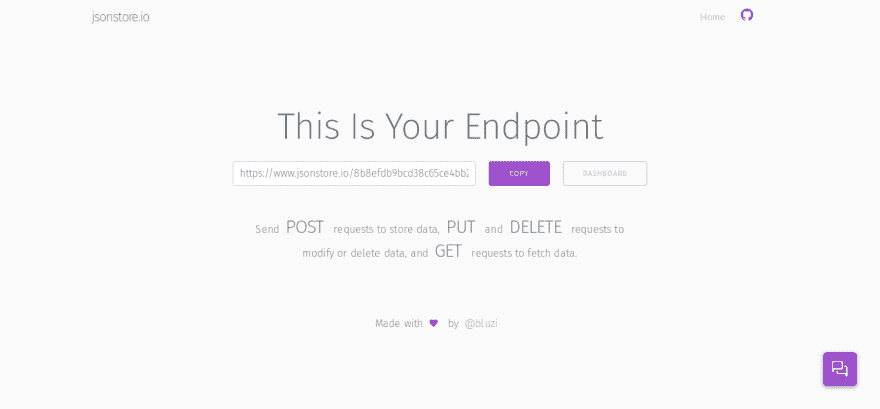 jsonstore.io
Home
This Is Your Endpoint
https://www.jsonstore.io/8b8efdb9bcd38c65ce4bb2
COPY
DASHBOARD
Send POST requests to store data, PUT and DELETE requests to
modify or delete data, and GET requests to fetch data.
Made with by @bluzi